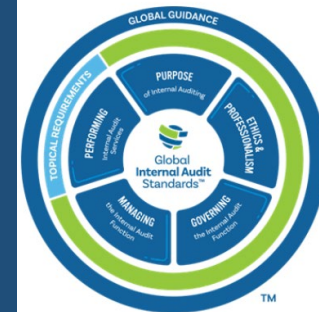 GLOBAL GUIDANCE
TOPICAL REQUIREMENTS
PURPOSE
of Internal Auditing
ETHICS &
PROFESSIONALISM
GOVERNING
the Internal Audit
Function
MANAGING
the Internal Audit
Function
PERFORMING
Internal Audit
Services
Global
Internal Audit
Standards™
TM